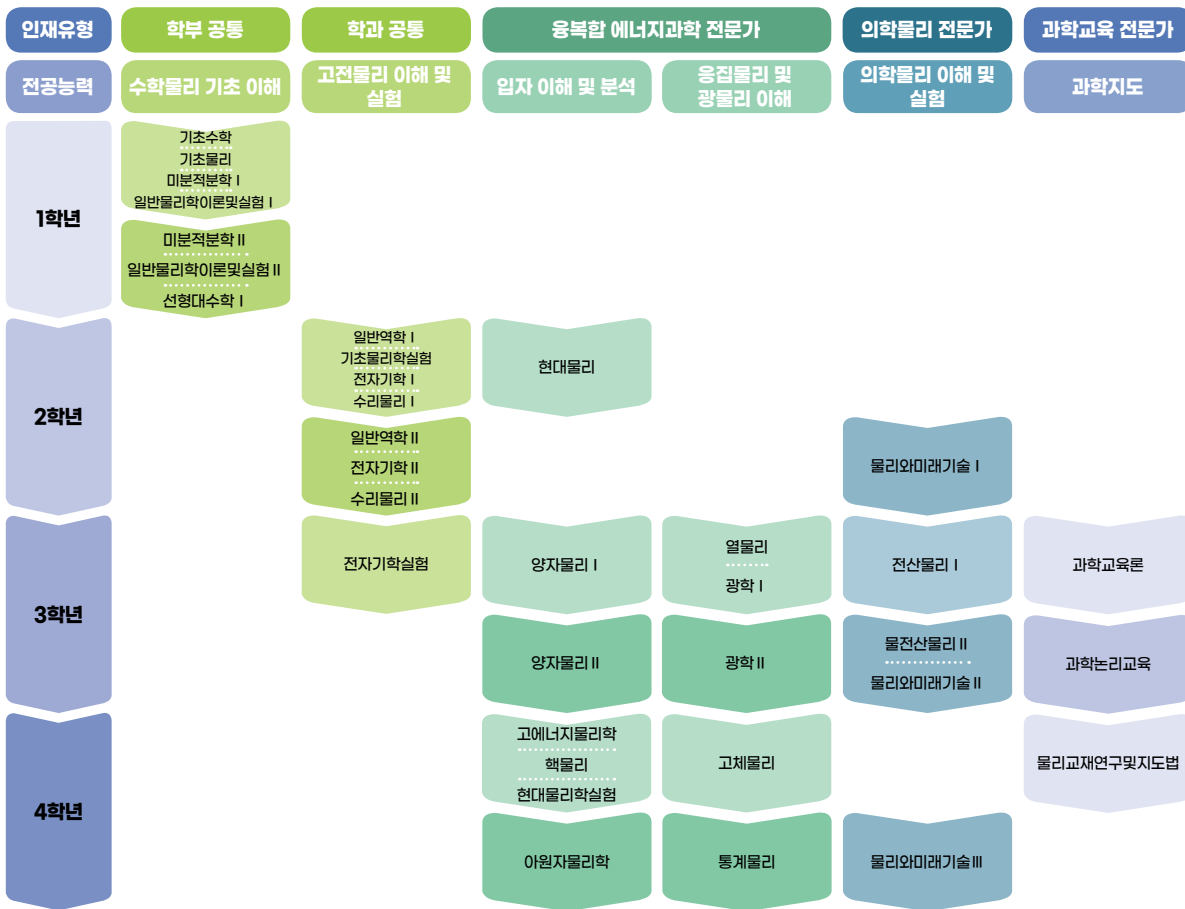 인재유형
학부 공통
학과 공통
융복합 에너지과학 전문가
의학물리 전문가
과학교육 전문가
전공능력
수학물리 기초 이해
고전물리 이해 및
실험
입자 이해 및 분석
응집물리 및
광물리 이해
의학물리 이해 및
실험
과학지도
1학년
기초수학
기초물리
미분적분학 I
일반물리학이론및실험 I
미분적분학 II
일반물리학이론및실험 II
선형대수학 I
2학년
일반역학 I
기초물리학실험
전자기학 I
수리물리 I
현대물리
일반역학 II
전자기학 II
수리물리 II
물리와미래기술 I
3학년
전자기학실험
양자물리 I
열물리
광학 I
전산물리 I
과학교육론
양자물리 II
광학 II
물전산물리 II
물리와미래기술 II
과학논리교육
4학년
고에너지물리학
핵물리
현대물리학실험
고체물리
물리교재연구및지도법
아원자물리학
통계물리
물리와미래기술 III